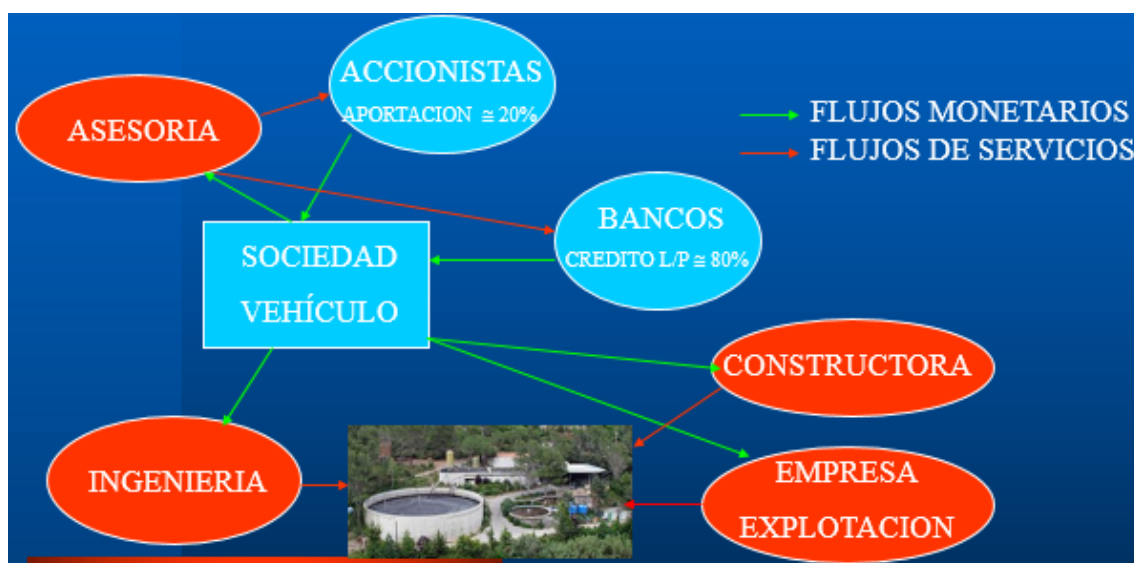 ACCIONISTAS
APORTACION ≅ 20%
ASESORIA
FLUJOS MONETARIOS
FLUJOS DE SERVICIOS
BANCOS
CREDITO L/P ≅ 80%
SOCIEDAD
VEHÍCULO
CONSTRUCTORA
INGENIERIA
EMPRESA
EXPLOTACION